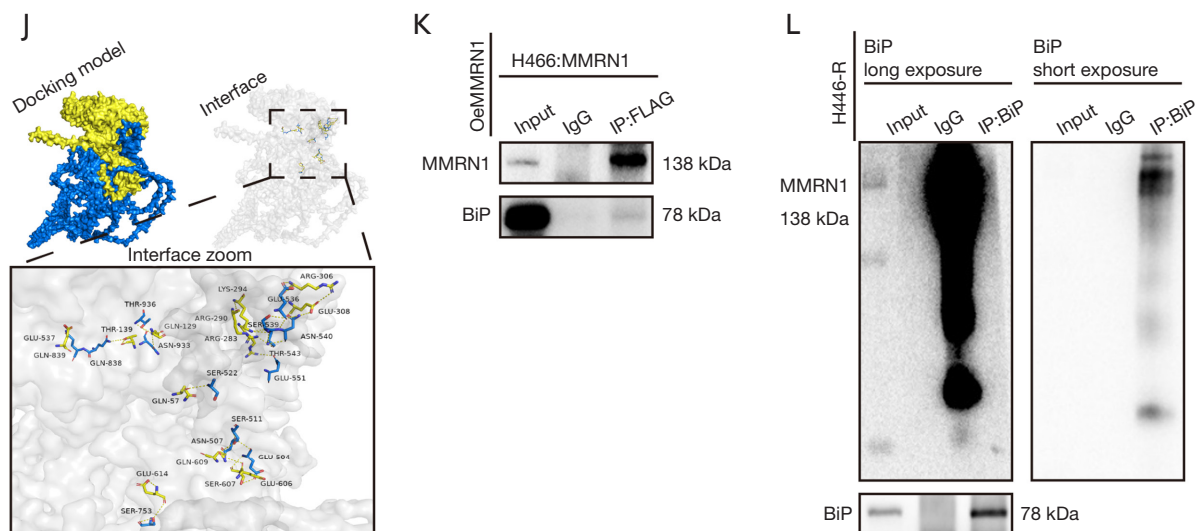 J
Docking model
Interface
Interface zoom
ARG-306
LYS-294
GLU-536
GLU-308
THR-936
ARG-290
SER-539
THR-139
GLN-129
GLU-537
ARG-283
ASN-540
GLN-839
ASN-933
GLN-838
THR-543
SER-522
GLU-551
GLN-57
SER-511
ASN-507
GLN-609
GLU-504
GLU-614
SER-607
GLU-606
SER-753
K
OeMMRN1
H466:MMRN1
Input IgG IP:FLAG
MMRN1 138 kDa
BiP 78 kDa
L
H446-R
BiP
long exposure
BiP
short exposure
Input IgG IP:BiP
Input IgG IP:BiP
MMRN1
138 kDa
BiP 78 kDa